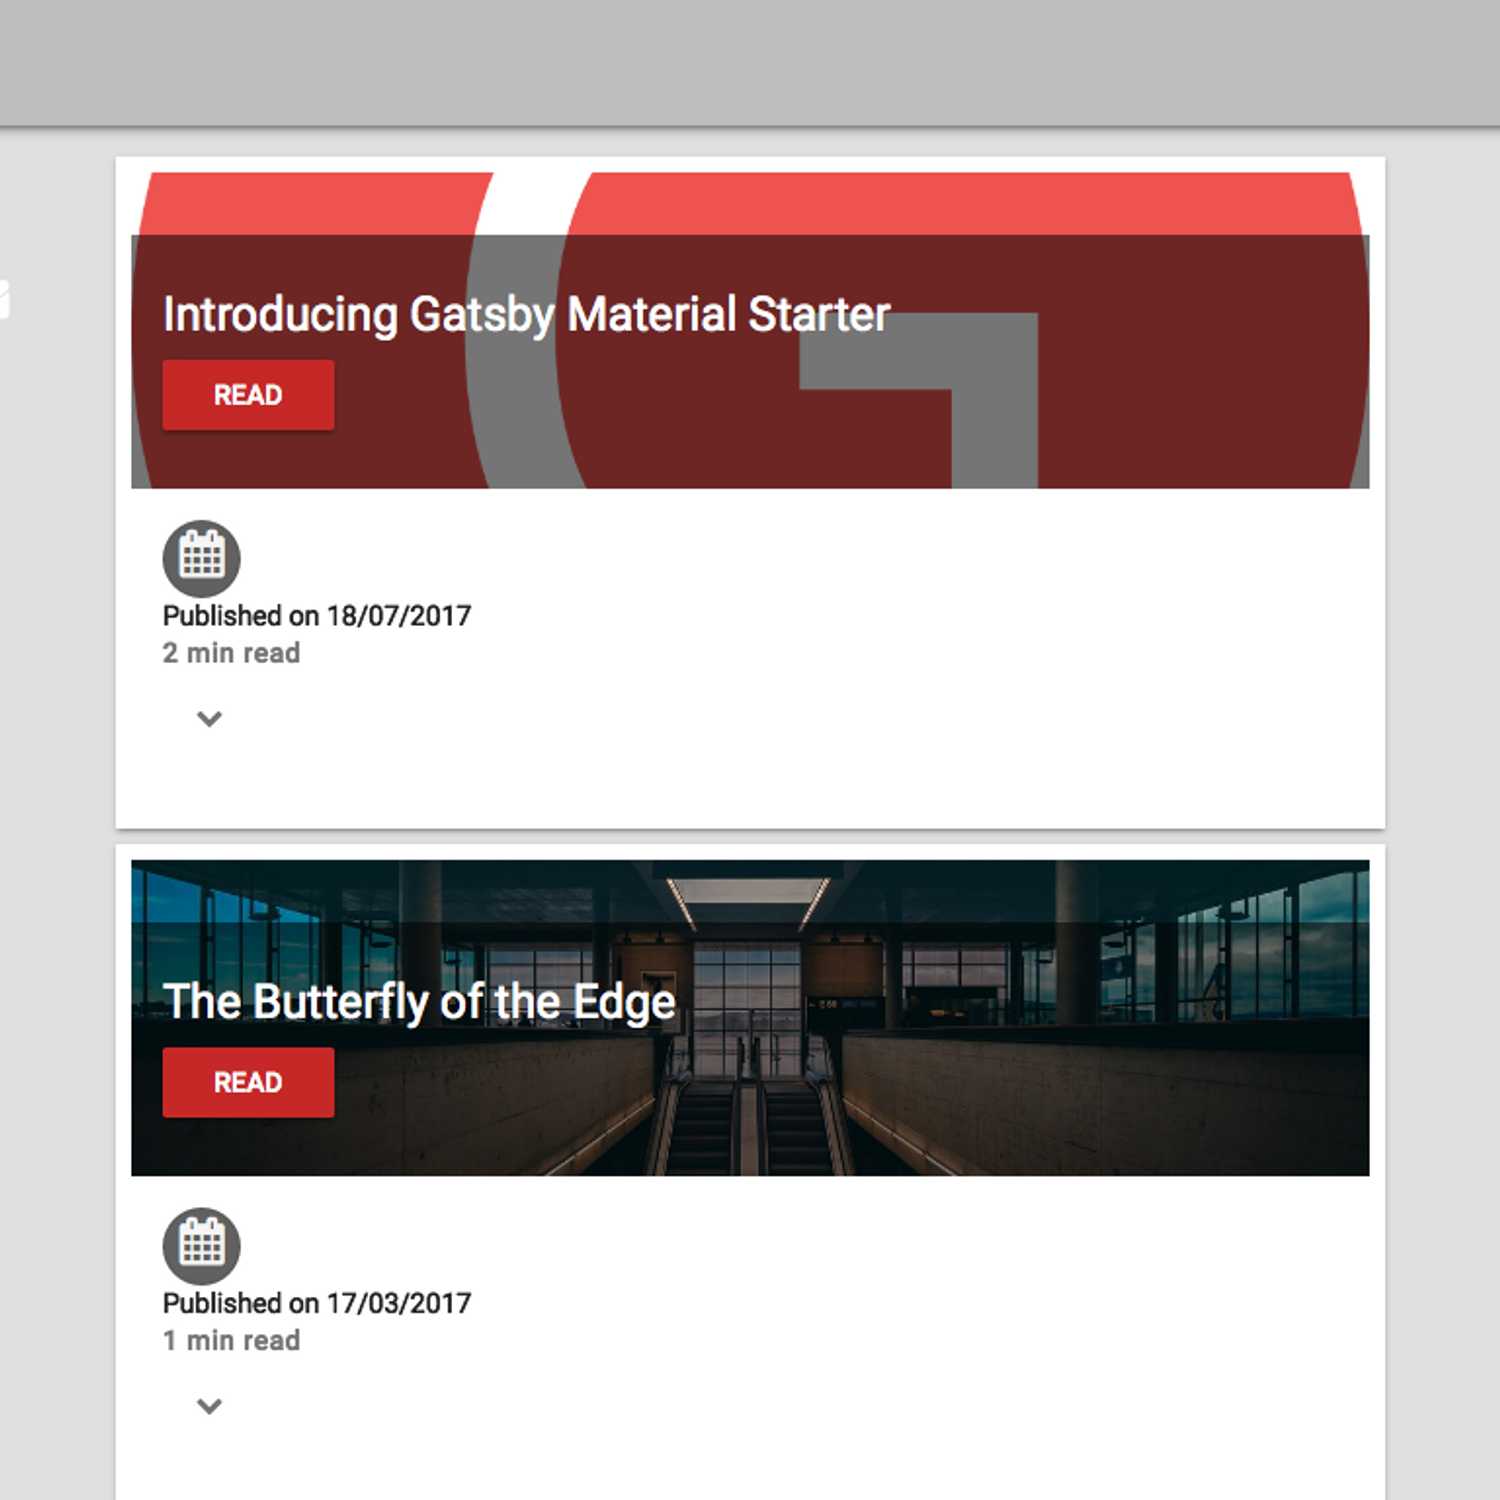 Introducing Gatsby Material Starter
READ
Published on 18/07/2017
2 min read
The Butterfly of the Edge
READ
Published on 17/03/2017
1 min read